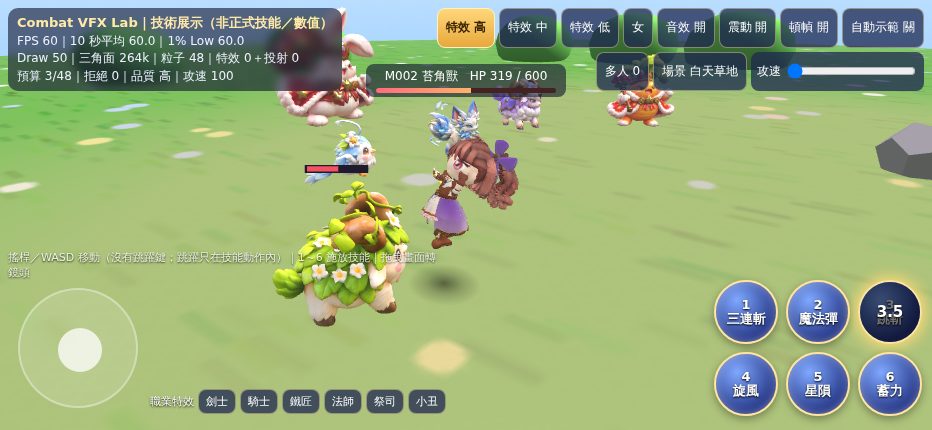 Combat VFX Lab｜技術展示（非正式技能／數值）
FPS 60｜10 秒平均 60.0｜1% Low 60.0
Draw 50｜三角面 264k｜粒子 48｜特效 0＋投射 0
預算 3/48｜拒絕 0｜品質 高｜攻速 100
特效 高
特效 中
特效 低
女
音效 開
震動 開
頓幀 開
自動示範 關
M002 苔角獸 HP 319 / 600
多人 0
場景 白天草地
攻速
搖桿／WASD 移動（沒有跳躍鍵；跳躍只在技能動作內）｜1～6 施放技能｜拖曳畫面轉
鏡頭
1
三連斬
2
魔法彈
3
3.5
跳斬
4
旋風
5
星隕
6
蓄力
職業特效
劍士
騎士
鐵匠
法師
祭司
小丑